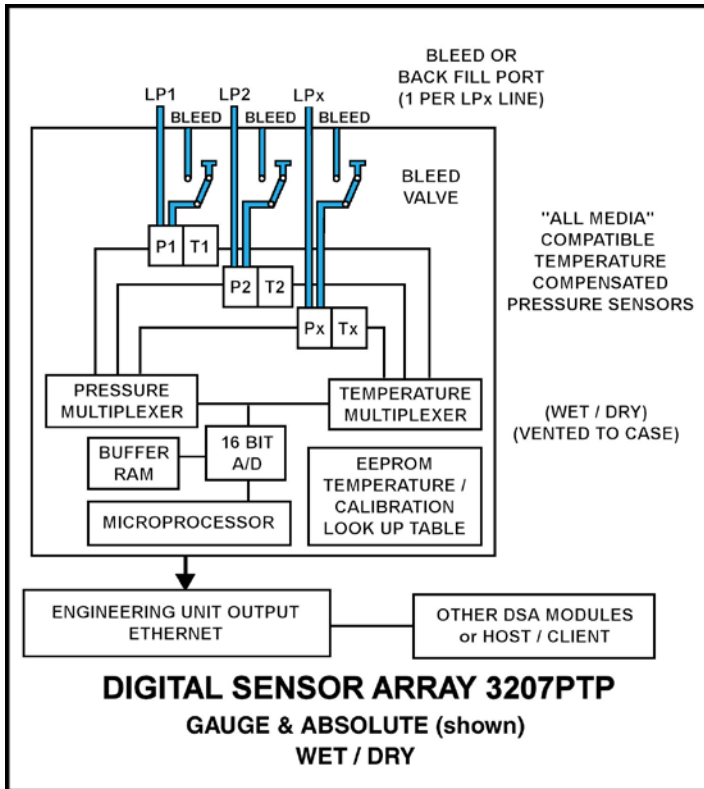 BLEED OR
BACK FILL PORT
(1 PER LPx LINE)
LP1 LP2 LPx
BLEED BLEED BLEED
BLEED
VALVE
"ALL MEDIA"
COMPATIBLE
TEMPERATURE
COMPENSATED
PRESSURE SENSORS
P1 T1
P2 T2
Px Tx
PRESSURE
MULTIPLEXER
TEMPERATURE
MULTIPLEXER
(WET / DRY)
(VENTED TO CASE)
BUFFER
RAM
16 BIT
A/D
EEPROM
TEMPERATURE /
CALIBRATION
LOOK UP TABLE
MICROPROCESSOR
ENGINEERING UNIT OUTPUT
ETHERNET
OTHER DSA MODULES
or HOST / CLIENT
DIGITAL SENSOR ARRAY 3207PTP
GAUGE & ABSOLUTE (shown)
WET / DRY